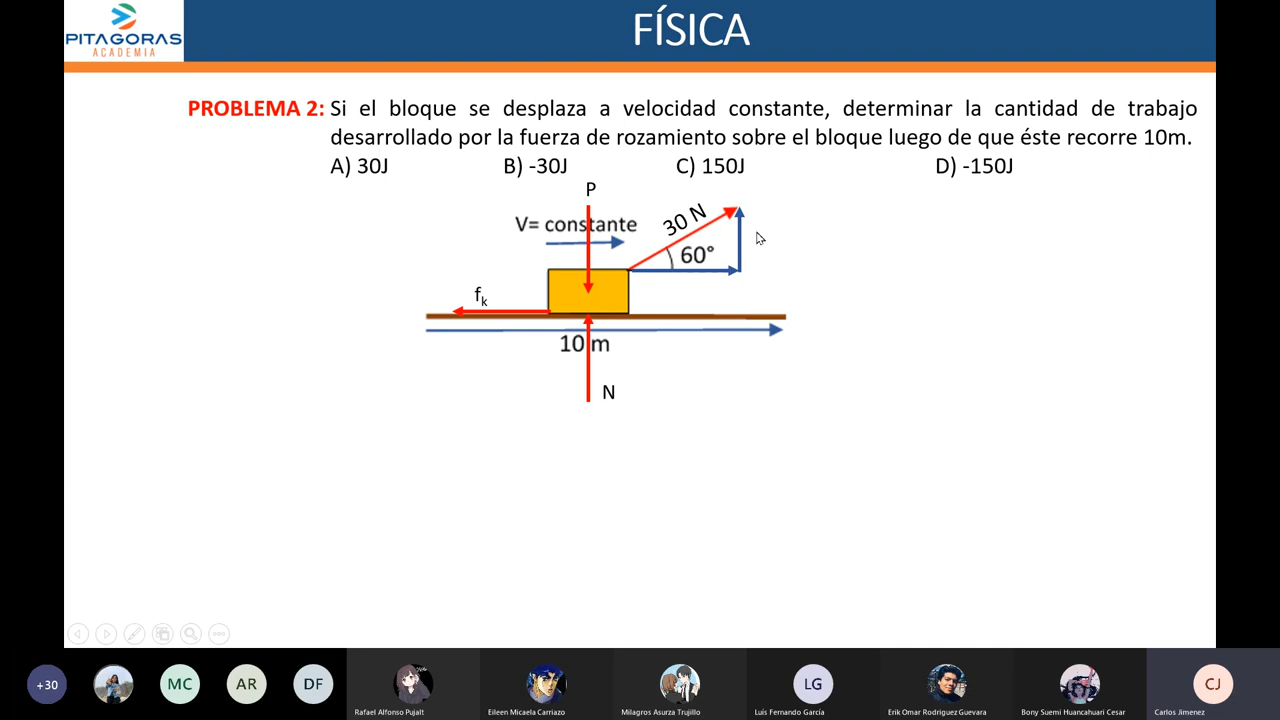 PITAGORAS
ACADEMIA
FÍSICA
PROBLEMA 2: Si el bloque se desplaza a velocidad constante, determinar la cantidad de trabajo
desarrollado por la fuerza de rozamiento sobre el bloque luego de que éste recorre 10m.
A) 30J B) -30J C) 150J D) -150J
P
V= constante
30 N
60°
fk
10 m
N
+30
MC
AR
DF
LG
CJ
Rafael Alfonso Pujalt
Eileen Micaela Carriazo
Milagros Asurza Trujillo
Luis Fernando García
Erik Omar Rodriguez Guevara
Bony Suemi Huancahuari Cesar
Carlos Jimenez